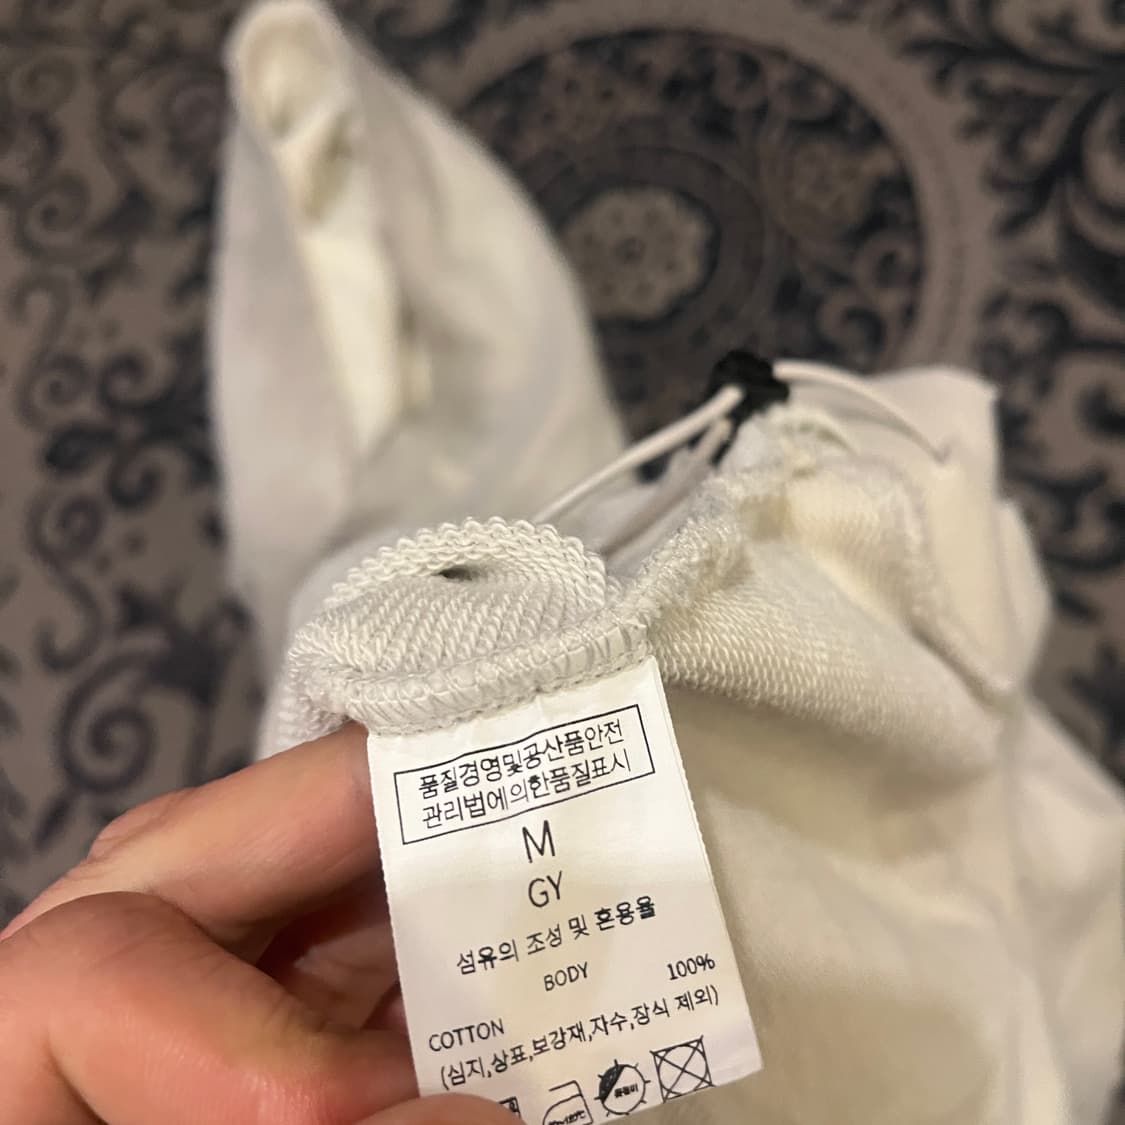 품질경영및공산품안전
관리법에의한품질표시
M
GY
섬유의 조성 및 혼용율
BODY
COTTON 100%
(심지,상표,보강재,자수,장식 제외)